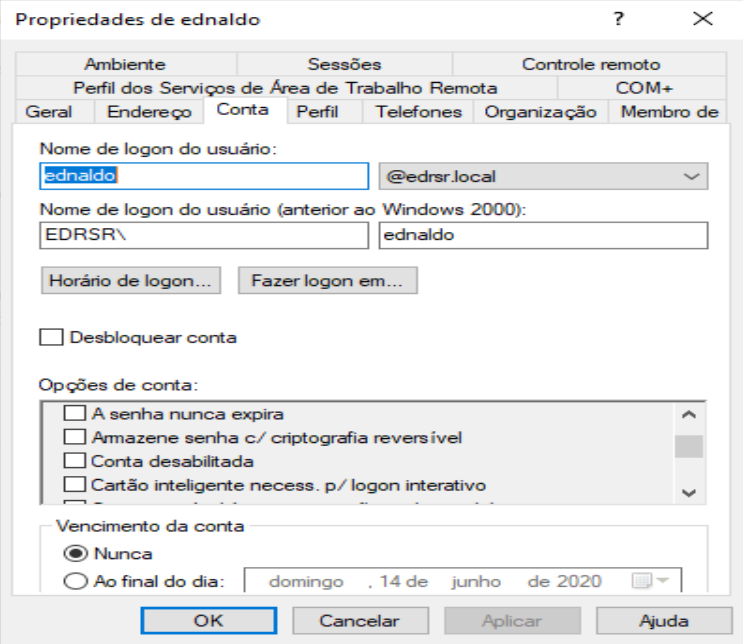 Propriedades de ednaldo ? ×
Ambiente Sessões Controle remoto
Perfil dos Serviços de Área de Trabalho Remota COM+
Geral Endereço Conta Perfil Telefones Organização Membro de
Nome de logon do usuário:
ednaldo @edrsr.local
Nome de logon do usuário (anterior ao Windows 2000):
EDRSR\ ednaldo
Horário de logon... Fazer logon em...
Desbloquear conta
Opções de conta:
A senha nunca expira
Armazene senha c/ criptografia reversível
Conta desabilitada
Cartão inteligente necess. p/ logon interativo
Vencimento da conta
Nunca
Ao final do dia: domingo , 14 de junho de 2020
OK Cancelar Aplicar Ajuda